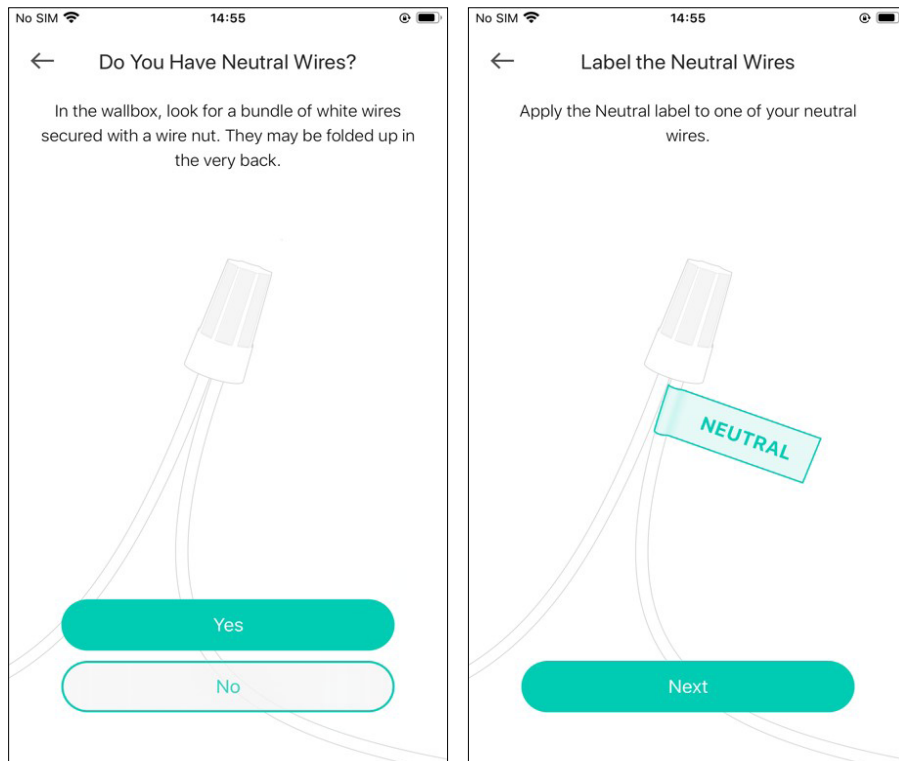 No SIM 14:55
Do You Have Neutral Wires?
In the wallbox, look for a bundle of white wires
secured with a wire nut. They may be folded up in
the very back.
Yes
No
No SIM 14:55
Label the Neutral Wires
Apply the Neutral label to one of your neutral
wires.
NEUTRAL
Next